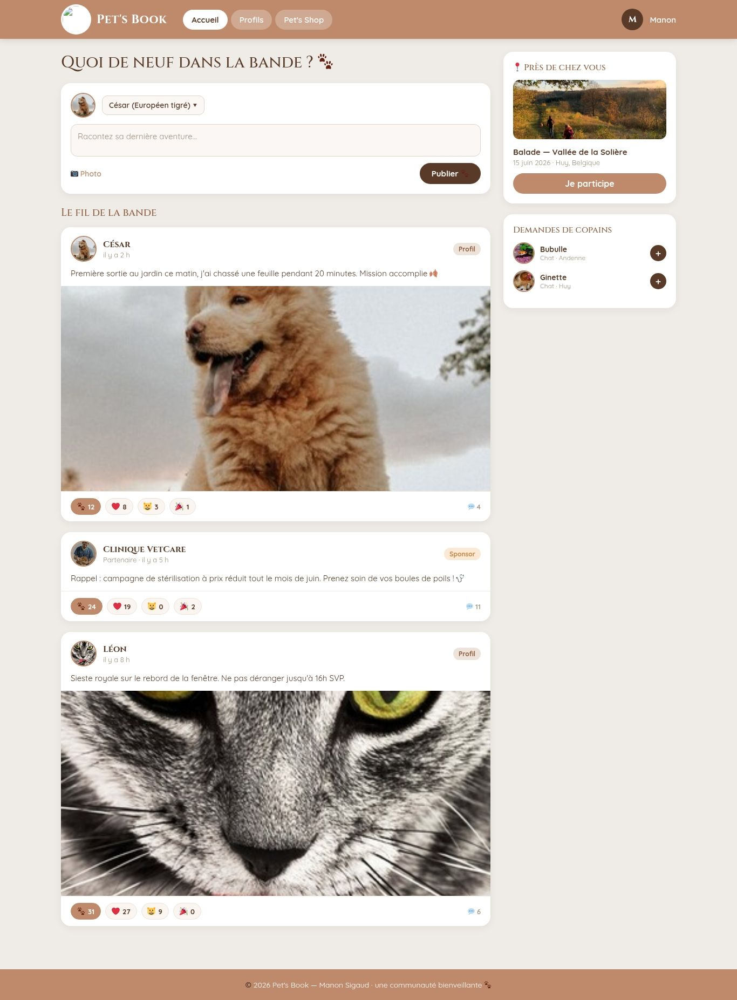 Pet's Book
Accueil
Profils
Pet's Shop
M
Manon
Quoi de neuf dans la bande ? 🐾
César (Européen tigré) ▾
Racontez sa dernière aventure...
📷 Photo
Publier 🐾
Le fil de la bande
César
il y a 2 h
Profil
Première sortie au jardin ce matin, j'ai chassé une feuille pendant 20 minutes. Mission accomplie 🍂
🐾 12
❤️ 8
😺 3
🎉 1
💬 4
Clinique VetCare
Partenaire · il y a 5 h
Sponsor
Rappel : campagne de stérilisation à prix réduit tout le mois de juin. Prenez soin de vos boules de poils ! 🩺
🐾 24
❤️ 19
😺 0
🎉 2
💬 11
Léon
il y a 8 h
Profil
Sieste royale sur le rebord de la fenêtre. Ne pas déranger jusqu'à 16h SVP.
🐾 31
❤️ 27
😺 9
🎉 0
💬 6
📍 Près de chez vous
Balade — Vallée de la Solière
15 juin 2026 · Huy, Belgique
Je participe
Demandes de copains
Bubulle
Chat · Andenne
+
Ginette
Chat · Huy
+
© 2026 Pet's Book — Manon Sigaud · une communauté bienveillante 🐾